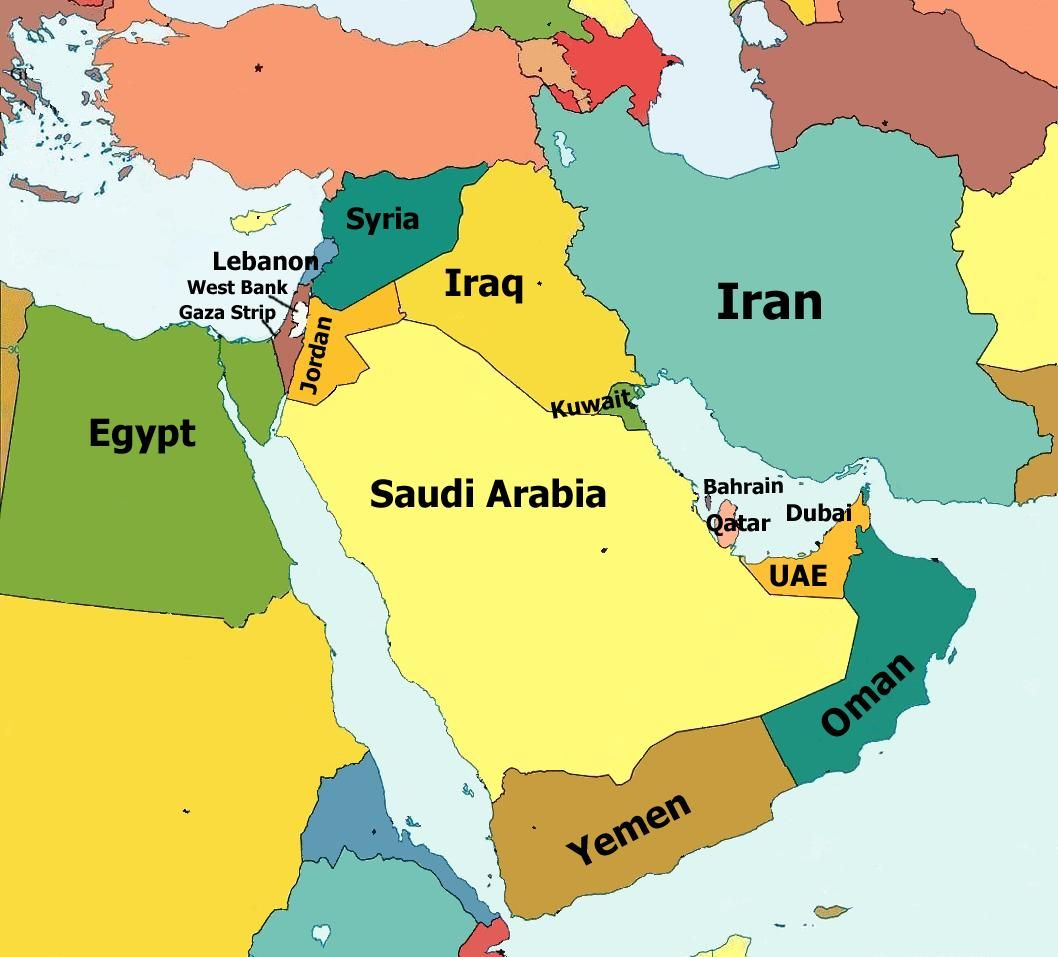 Syria
Lebanon
West Bank
Gaza Strip
Iraq
Iran
Jordan
Kuwait
Egypt
Saudi Arabia
Bahrain
Qatar
Dubai
UAE
Oman
Yemen